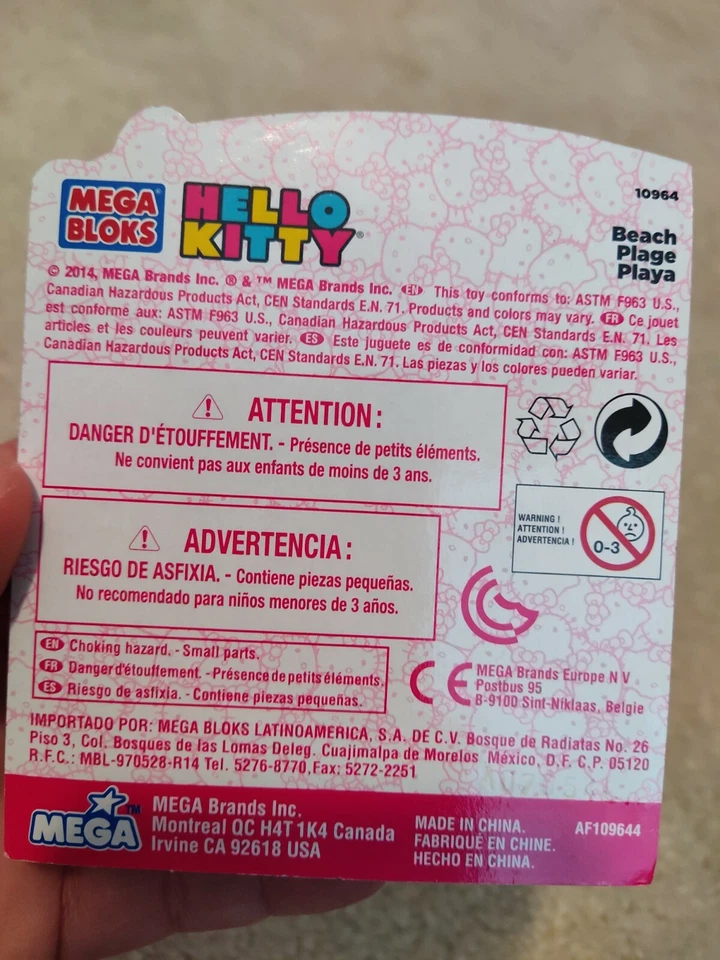 MEGA
BLOKS
HELLO
KITTY
10964
Beach
Plage
Playa
© 2014, MEGA Brands Inc. ® & ™ MEGA Brands Inc. EN This toy conforms to: ASTM F963 U.S.,
Canadian Hazardous Products Act, CEN Standards E.N. 71. Products and colors may vary. FR Ce jouet
est conforme aux: ASTM F963 U.S., Canadian Hazardous Products Act, CEN Standards E.N. 71. Les
articles et les couleurs peuvent varier. ES Este juguete es de conformidad con: ASTM F963 U.S.,
Canadian Hazardous Products Act, CEN Standards E.N. 71. Las piezas y los colores pueden variar.
ATTENTION:
DANGER D'ÉTOUFFEMENT. - Présence de petits éléments.
Ne convient pas aux enfants de moins de 3 ans.
WARNING !
ATTENTION !
ADVERTENCIA !
0-3
ADVERTENCIA:
RIESGO DE ASFIXIA. - Contiene piezas pequeñas.
No recomendado para niños menores de 3 años.
EN Choking hazard. - Small parts.
FR Danger d'étouffement. - Présence de petits éléments.
ES Riesgo de asfixia. - Contiene piezas pequeñas.
CE
MEGA Brands Europe N V
Postbus 95
B-9100 Sint-Niklaas, Belgie
IMPORTADO POR: MEGA BLOKS LATINOAMERICA, S.A. DE C.V. Bosque de Radiatas No. 26
Piso 3, Col. Bosques de las Lomas Deleg. Cuajimalpa de Morelos México, D.F. C.P. 05120
R.F.C.: MBL-970528-R14 Tel. 5276-8770, Fax: 5272-2251
MEGA™
MEGA Brands Inc.
Montreal QC H4T 1K4 Canada
Irvine CA 92618 USA
MADE IN CHINA.
FABRIQUÉ EN CHINE.
HECHO EN CHINA.
AF109644